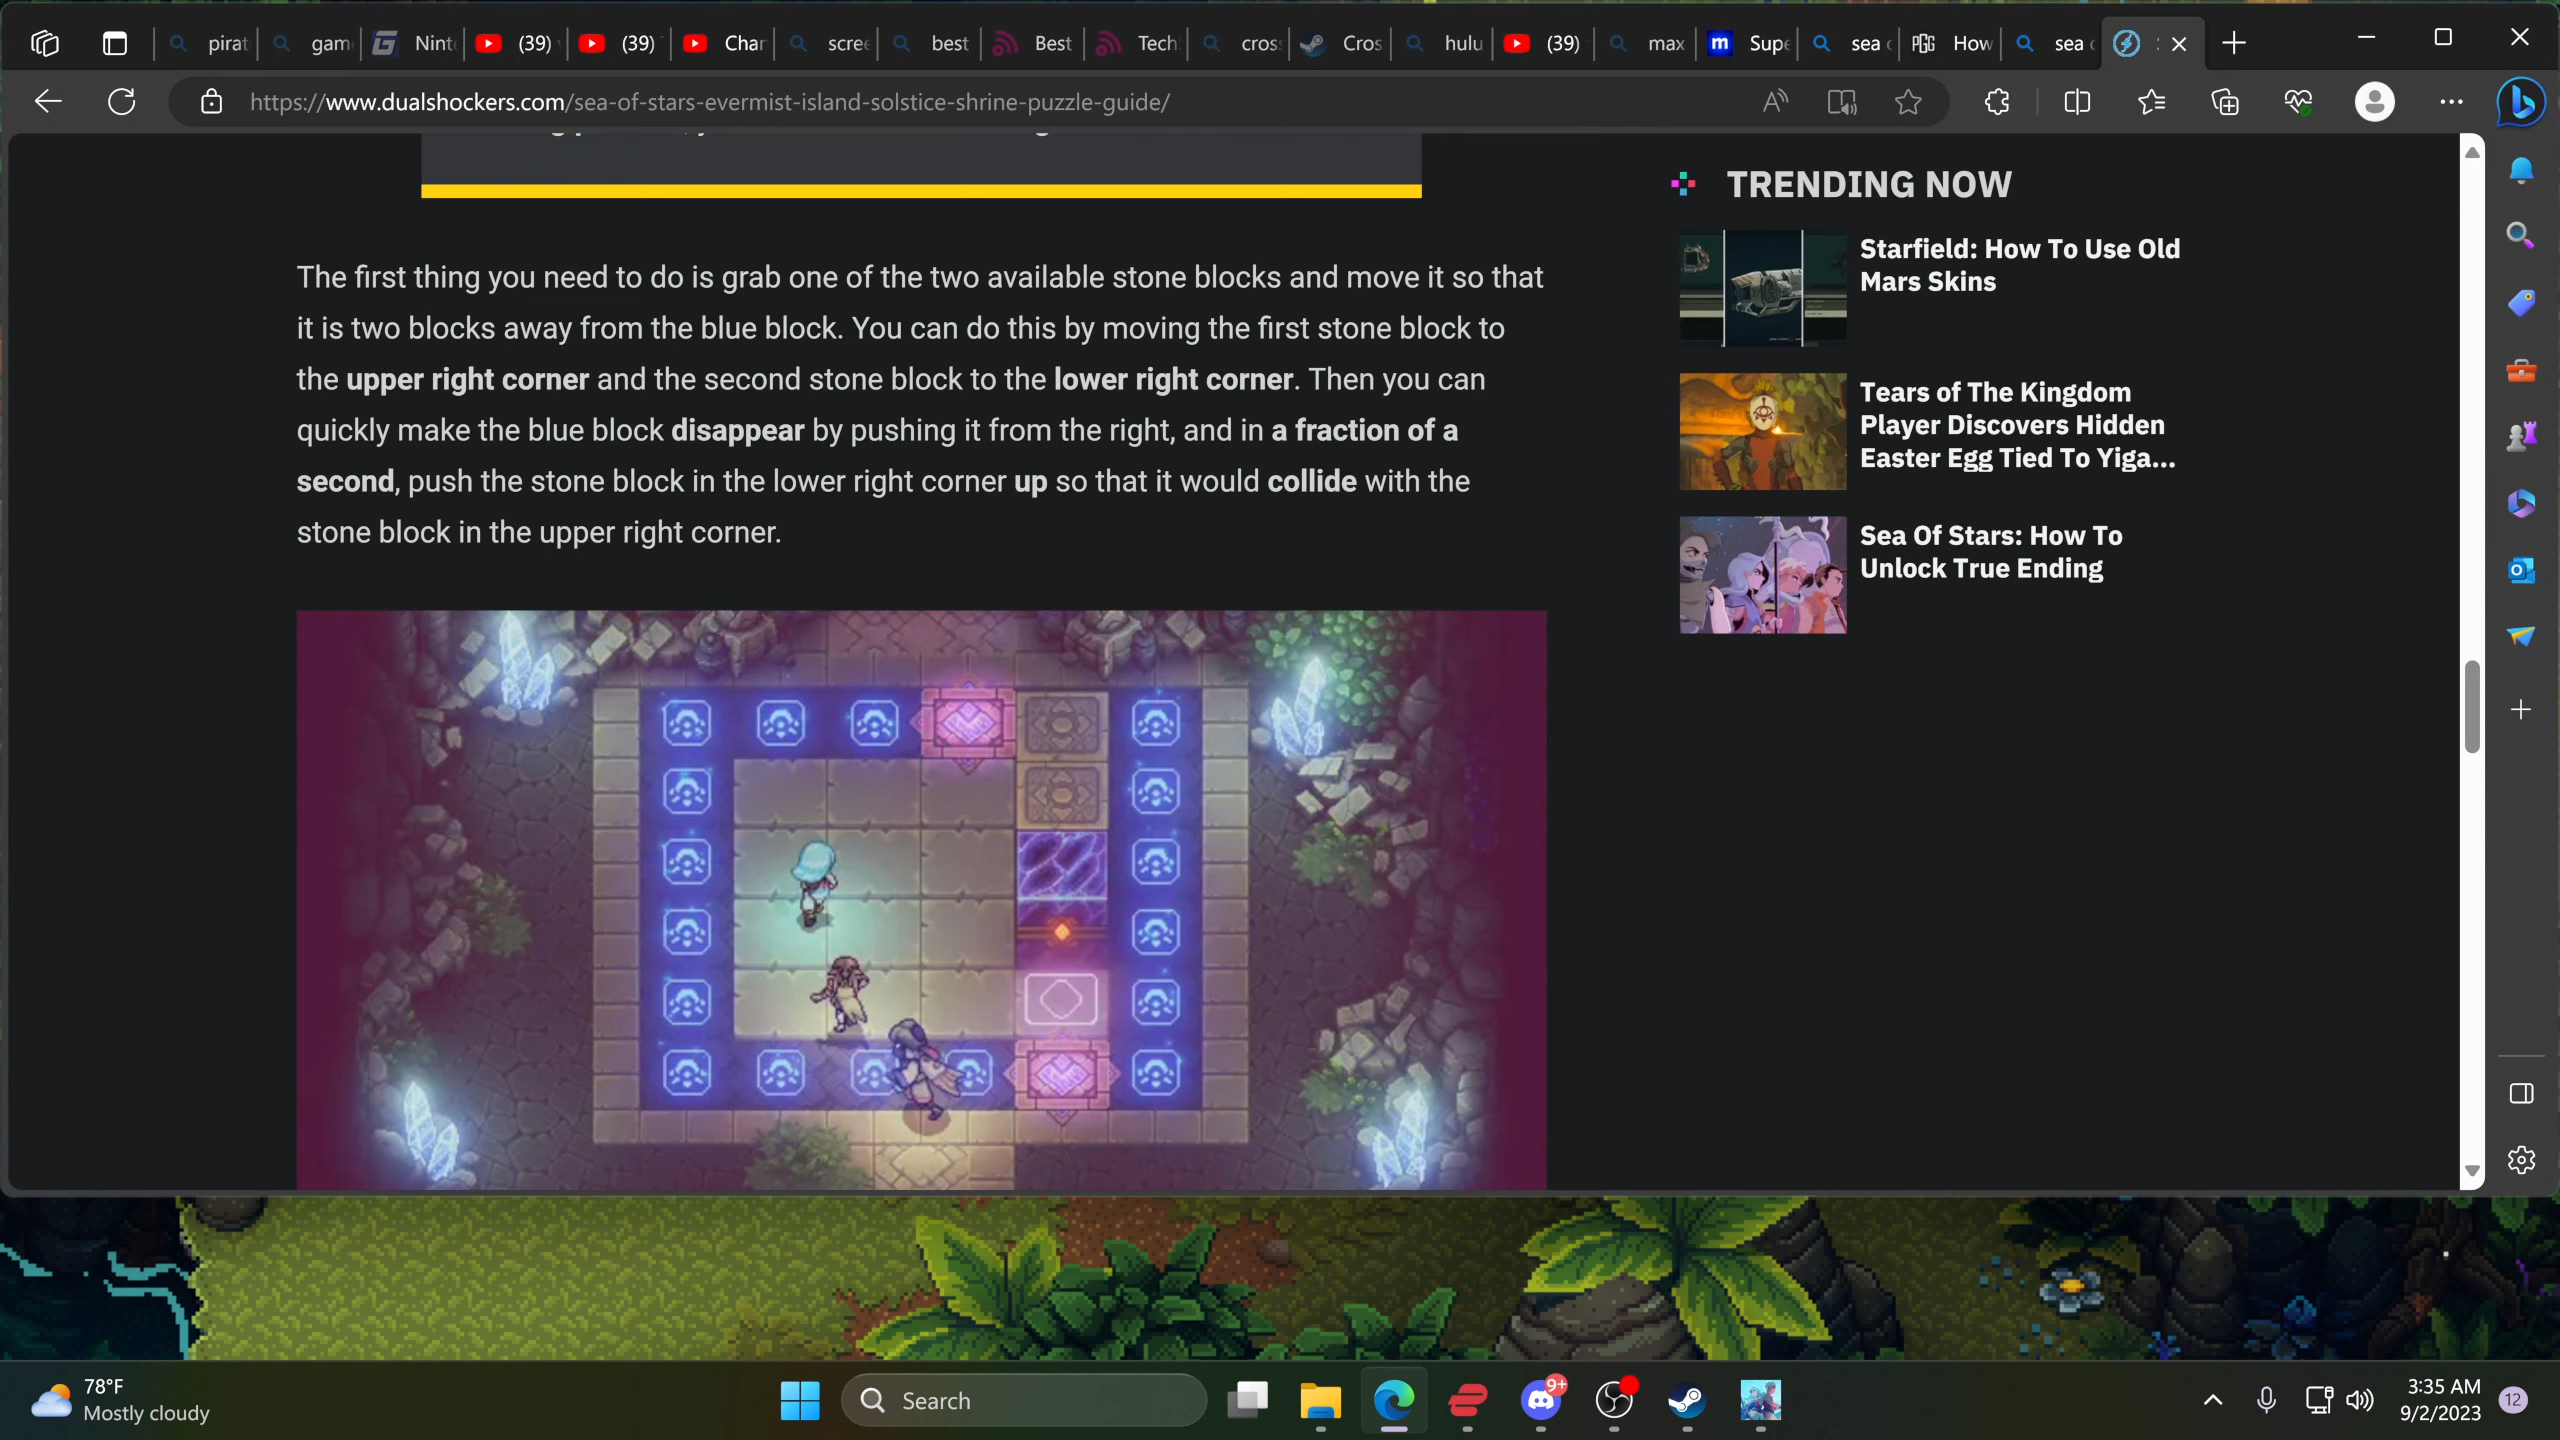 pirat
gam
Nint
(39)
(39)
Char
scree
best
Best
Tech
cros
Cros
hulu
(39)
max
m
Supe
sea
PGG
How
sea
https://www.dualshockers.com/sea-of-stars-evermist-island-solstice-shrine-puzzle-guide/
The first thing you need to do is grab one of the two available stone blocks and move it so that
it is two blocks away from the blue block. You can do this by moving the first stone block to
the upper right corner and the second stone block to the lower right corner. Then you can
quickly make the blue block disappear by pushing it from the right, and in a fraction of a
second, push the stone block in the lower right corner up so that it would collide with the
stone block in the upper right corner.
TRENDING NOW
Starfield: How To Use Old
Mars Skins
Tears of The Kingdom
Player Discovers Hidden
Easter Egg Tied To Yiga...
Sea Of Stars: How To
Unlock True Ending
78°F
Mostly cloudy
Search
9+
3:35 AM
9/2/2023
12